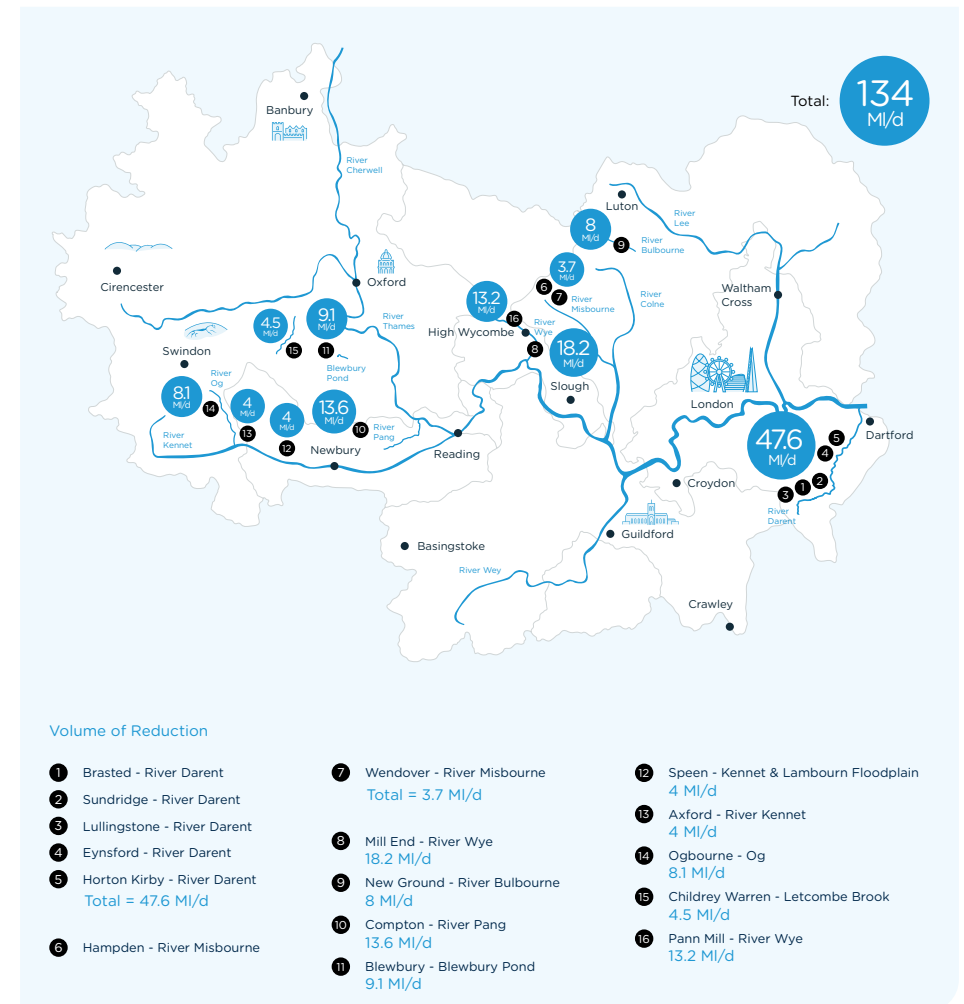 Total:
134
Ml/d
Banbury
River
Cherwell
Luton
River
Lee
8
Ml/d
9
River
Bulbourne
3.7
Ml/d
6
7
River
Misbourne
River
Colne
Cirencester
Oxford
Waltham
Cross
13.2
Ml/d
16
High Wycombe
River
Wye
8
18.2
Ml/d
Slough
4.5
Ml/d
15
9.1
Ml/d
11
Blewbury
Pond
River
Thames
Swindon
River
Og
8.1
Ml/d
14
4
Ml/d
13
4
Ml/d
12
13.6
Ml/d
10
River
Pang
River
Kennet
Newbury
Reading
London
47.6
Ml/d
5
4
2
1
3
Dartford
River
Darent
Croydon
Guildford
Basingstoke
River Wey
Crawley
Volume of Reduction
1 Brasted - River Darent
2 Sundridge - River Darent
3 Lullingstone - River Darent
4 Eynsford - River Darent
5 Horton Kirby - River Darent
Total = 47.6 Ml/d
6 Hampden - River Misbourne
7 Wendover - River Misbourne
Total = 3.7 Ml/d
8 Mill End - River Wye
18.2 Ml/d
9 New Ground - River Bulbourne
8 Ml/d
10 Compton - River Pang
13.6 Ml/d
11 Blewbury - Blewbury Pond
9.1 Ml/d
12 Speen - Kennet & Lambourn Floodplain
4 Ml/d
13 Axford - River Kennet
4 Ml/d
14 Ogbourne - Og
8.1 Ml/d
15 Childrey Warren - Letcombe Brook
4.5 Ml/d
16 Pann Mill - River Wye
13.2 Ml/d